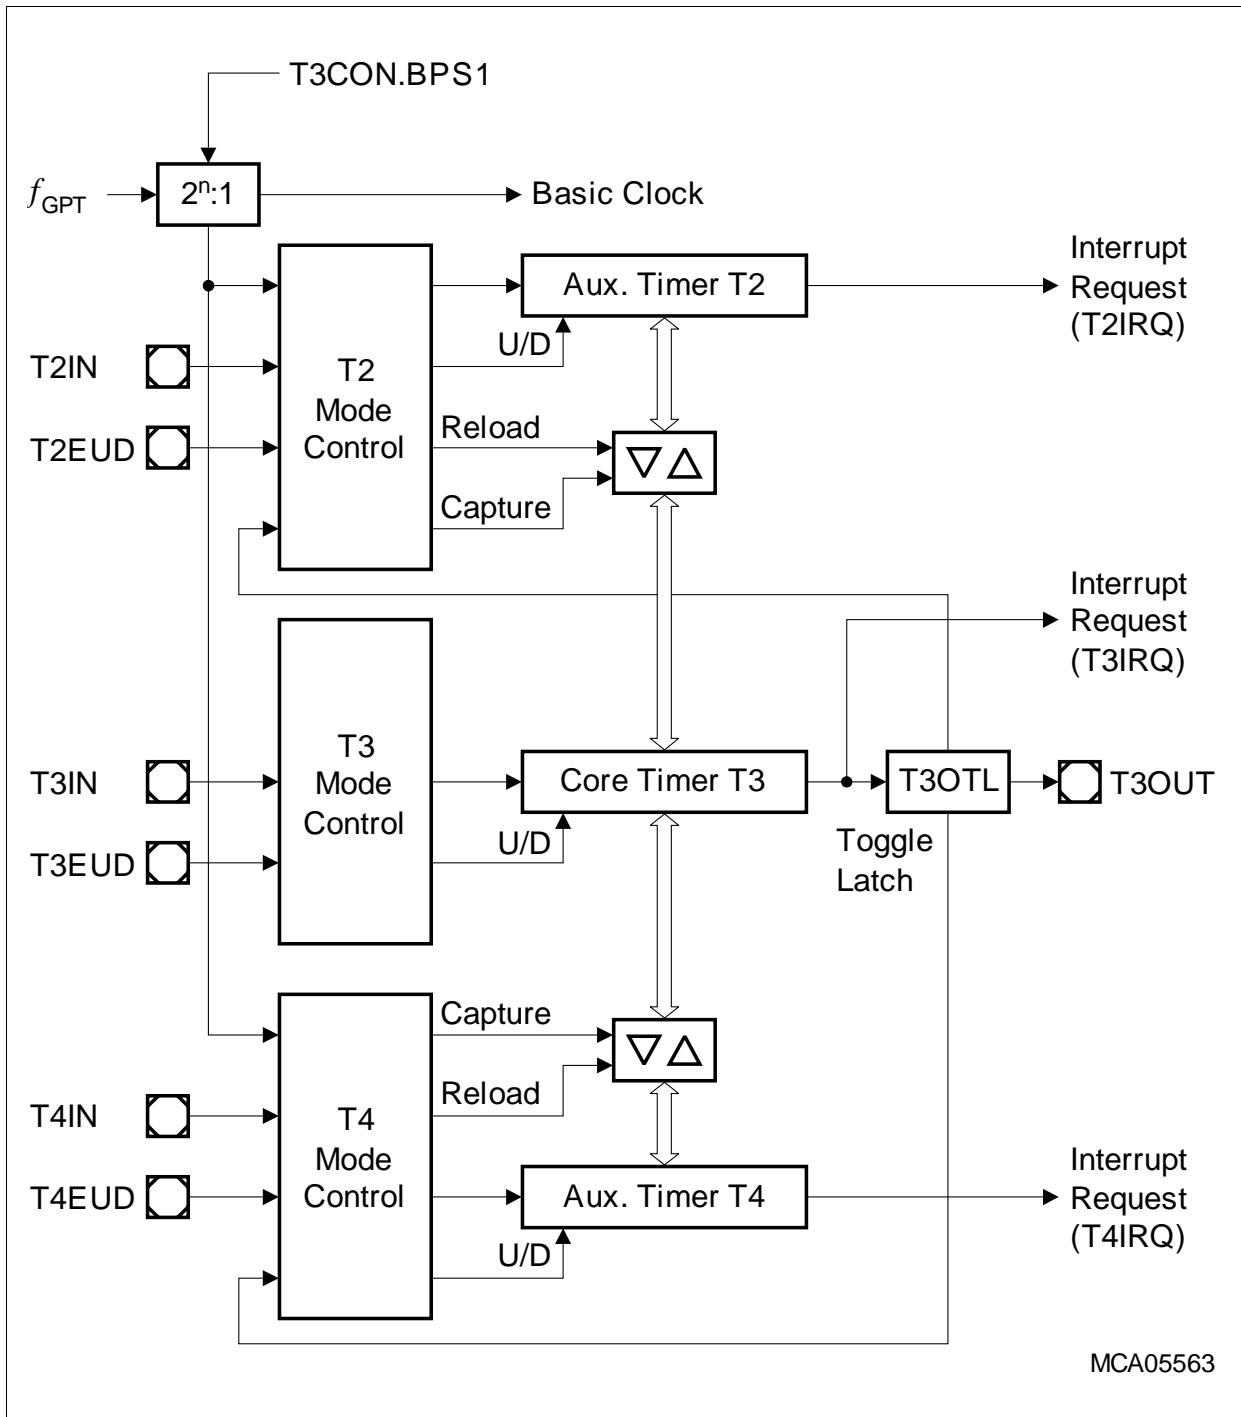 T3CON.BPS1
fGPT
2ⁿ:1
Basic Clock
Interrupt
Request
(T2IRQ)
Aux. Timer T2
U/D
T2IN
T2EUD
T2
Mode
Control
Reload
Capture
Interrupt
Request
(T3IRQ)
T3IN
T3EUD
T3
Mode
Control
Core Timer T3
U/D
T3OTL
T3OUT
Toggle
Latch
Capture
Reload
T4IN
T4EUD
T4
Mode
Control
Aux. Timer T4
U/D
Interrupt
Request
(T4IRQ)
MCA05563